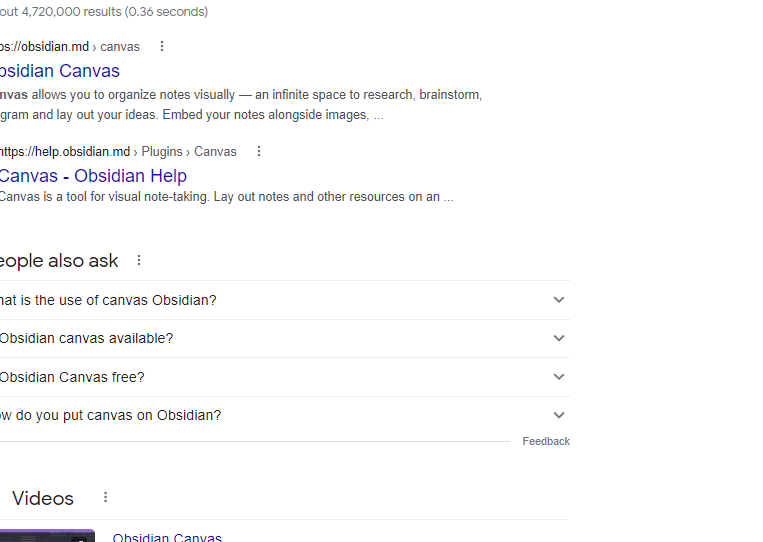 out 4,720,000 results (0.36 seconds)
ps://obsidian.md › canvas
bsidian Canvas
nvas allows you to organize notes visually — an infinite space to research, brainstorm,
gram and lay out your ideas. Embed your notes alongside images, ...
https://help.obsidian.md › Plugins › Canvas
Canvas - Obsidian Help
Canvas is a tool for visual note-taking. Lay out notes and other resources on an ...
eople also ask
hat is the use of canvas Obsidian?
Obsidian canvas available?
Obsidian Canvas free?
ow do you put canvas on Obsidian?
Feedback
Videos
Obsidian Canvas